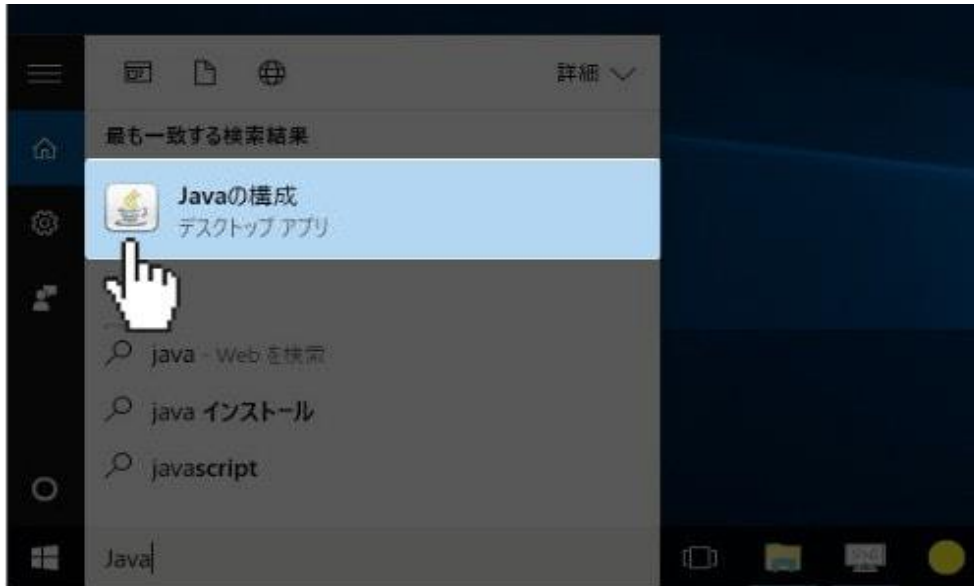 詳細
最も一致する検索結果
Javaの構成
デスクトップ アプリ
java - Web を検索
java インストール
javascript
Java